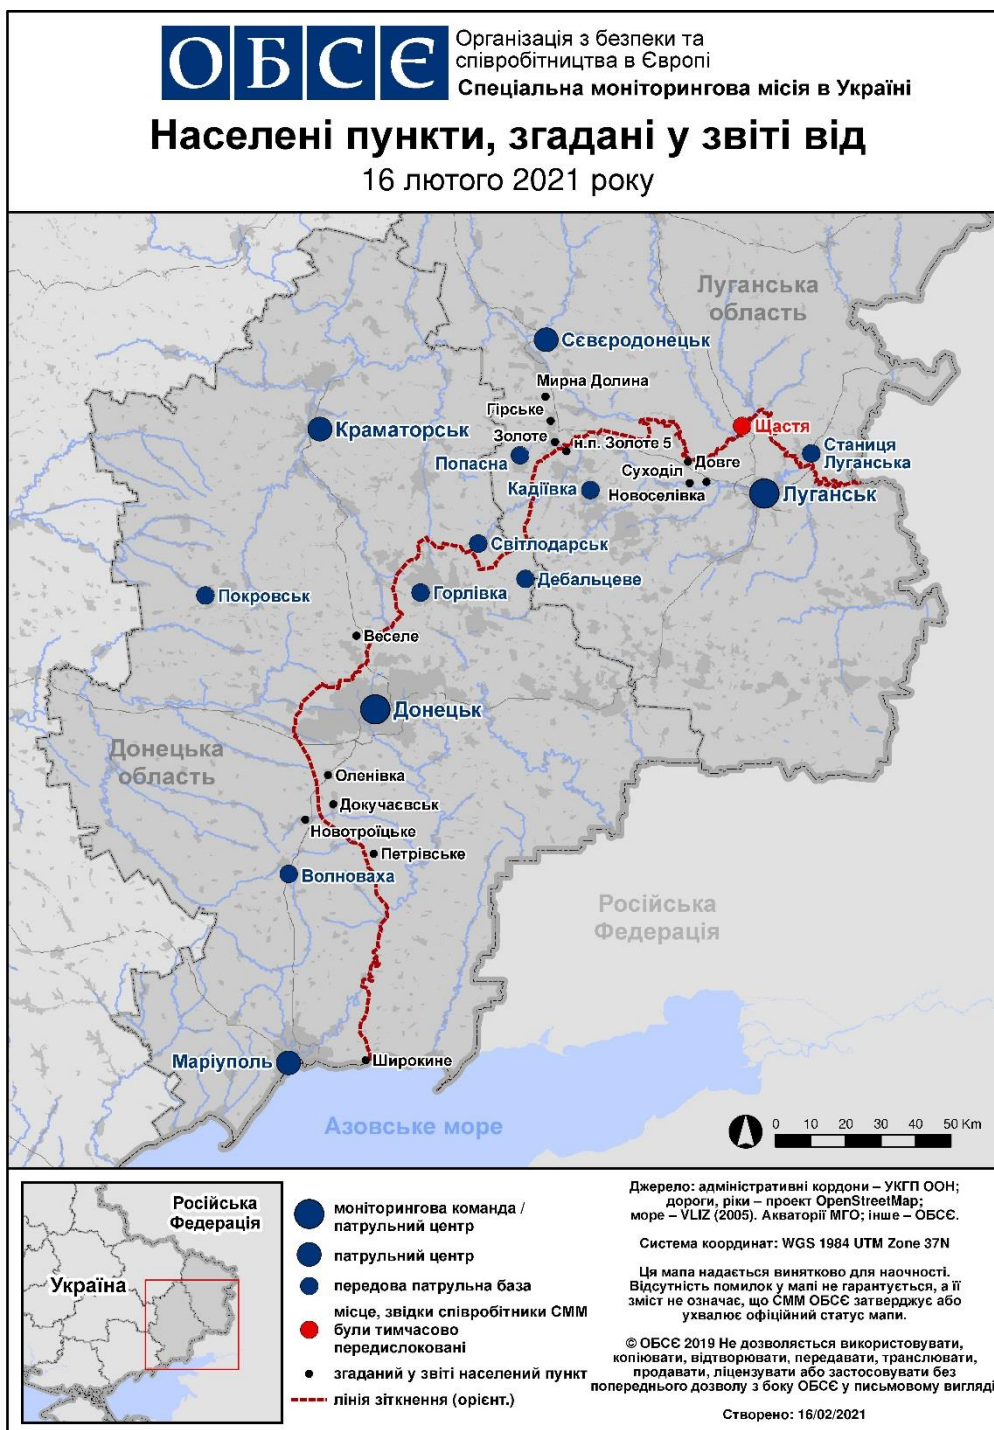 ОБСЄ
Організація з безпеки та
співробітництва в Європі
Спеціальна моніторингова місія в Україні
Населені пункти, згадані у звіті від
16 лютого 2021 року
Луганська
область
Сєвєродонецьк
Мирна Долина
Гірське
Золоте
н.п. Золоте 5
Краматорськ
Попасна
Щастя
Станиця
Луганська
Довге
Суходіл
Новоселівка
Кадіївка
Луганськ
Світлодарськ
Дебальцеве
Горлівка
Покровськ
Веселе
Донецьк
Донецька
область
Оленівка
Докучаєвськ
Новотроїцьке
Петрівське
Волноваха
Російська
Федерація
Маріуполь
Широкине
Азовське море
0 10 20 30 40 50 Km
Російська
Федерація
Україна
моніторингова команда /
патрульний центр
патрульний центр
передова патрульна база
місце, звідки співробітники СММ
були тимчасово
передислоковані
згаданий у звіті населений пункт
лінія зіткнення (орієнт.)
Джерело: адміністративні кордони – УКГП ООН;
дороги, ріки – проект OpenStreetMap;
море – VLIZ (2005). Акваторії МГО; інше – ОБСЄ.
Система координат: WGS 1984 UTM Zone 37N
Ця мапа надається винятково для наочності.
Відсутність помилок у мапі не гарантується, а її
зміст не означає, що СММ ОБСЄ затверджує або
ухвалює офіційний статус мапи.
© ОБСЄ 2019 Не дозволяється використовувати,
копіювати, відтворювати, передавати, транслювати,
продавати, ліцензувати або застосовувати без
попереднього дозволу з боку ОБСЄ у письмовому вигляді
Створено: 16/02/2021